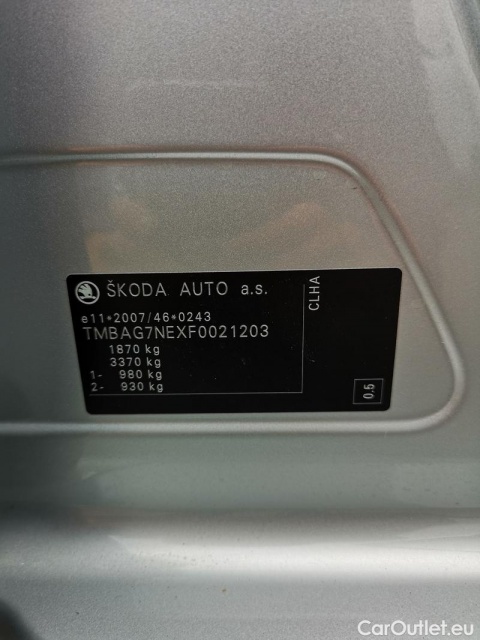 ŠKODA AUTO a.s.
e11*2007/46*0243
TMBAG7NEXF0021203
1870 kg
3370 kg
1- 980 kg
2- 930 kg
CLHA
0.5
CarOutlet.eu